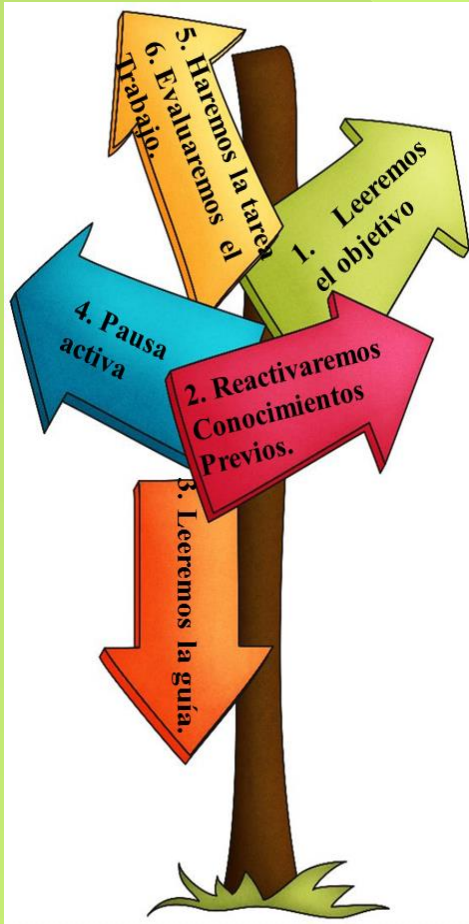 1. Leeremos
el objetivo
2. Reactivaremos
Conocimientos
Previos.
3. Leeremos la guía.
4. Pausa
activa
5. Haremos la tarea
6. Evaluaremos el
Trabajo.